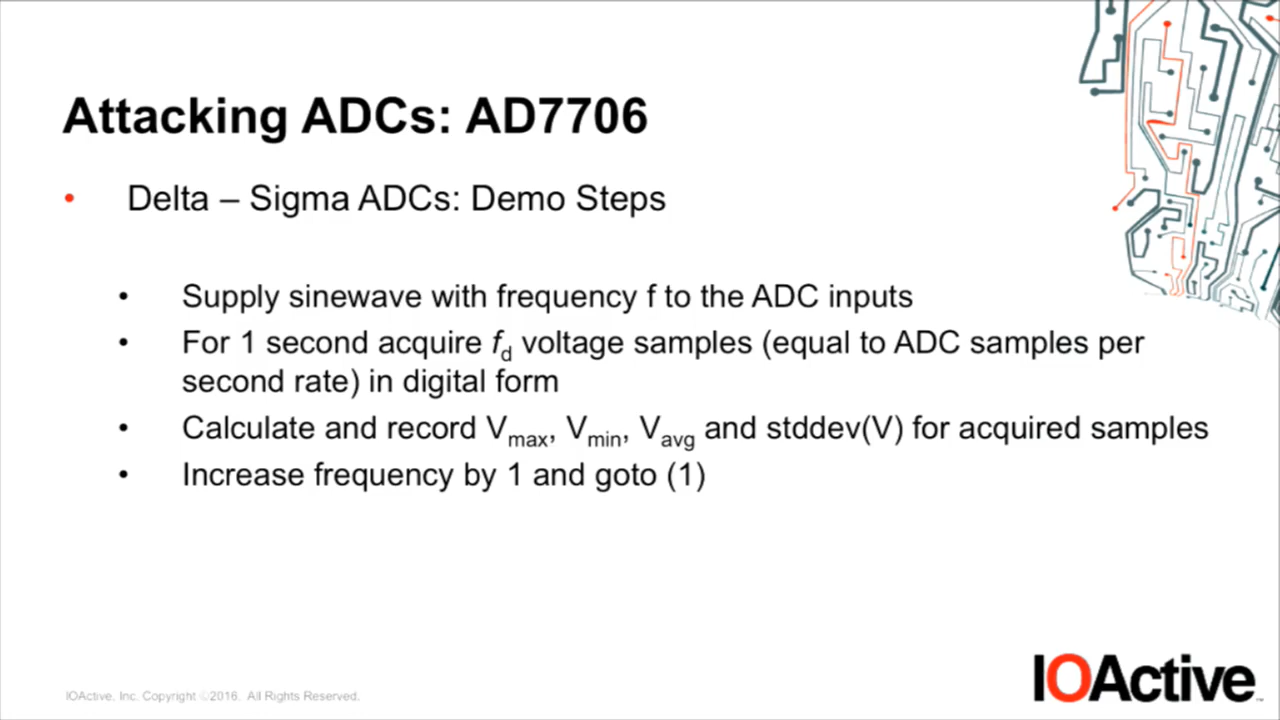 Attacking ADCs: AD7706
• Delta – Sigma ADCs: Demo Steps
• Supply sinewave with frequency f to the ADC inputs
• For 1 second acquire fd voltage samples (equal to ADC samples per
second rate) in digital form
• Calculate and record Vmax, Vmin, Vavg and stddev(V) for acquired samples
• Increase frequency by 1 and goto (1)
IOActive, Inc. Copyright ©2016. All Rights Reserved.
IOActive™